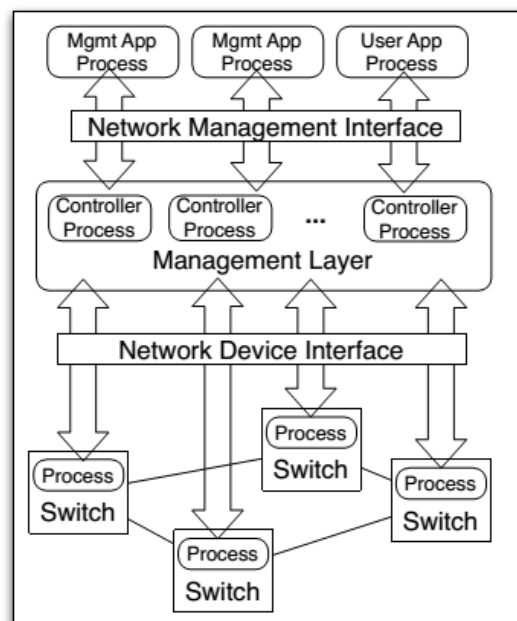 Mgmt App
Process
Mgmt App
Process
User App
Process
Network Management Interface
Controller
Process
Controller
Process
...
Controller
Process
Management Layer
Network Device Interface
Process
Switch
Process
Switch
Process
Switch
Process
Switch